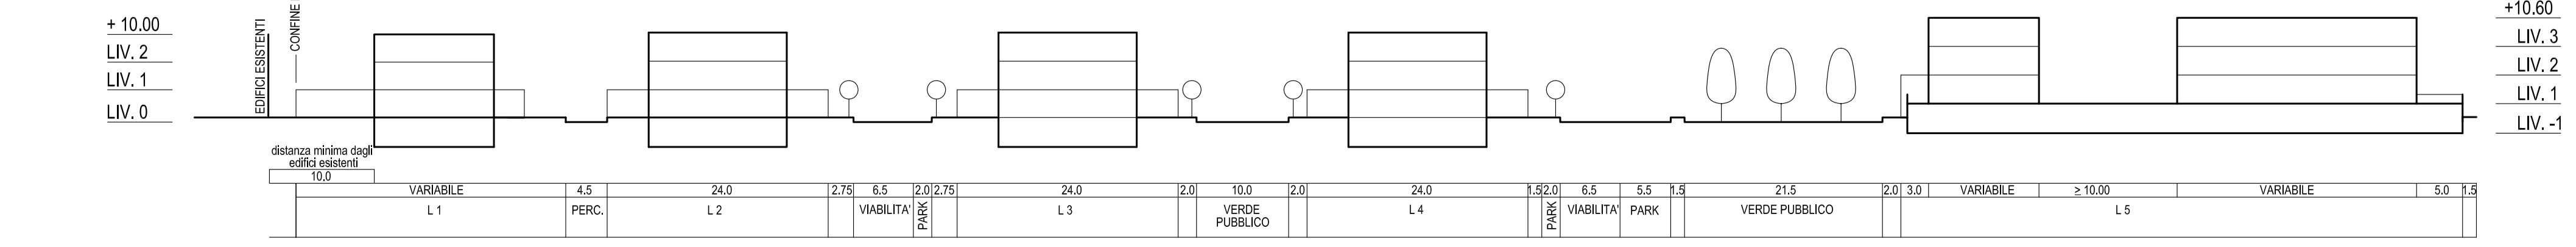 + 10.00
LIV. 2
LIV. 1
LIV. 0
EDIFICI ESISTENTI
CONFINE
+10.60
LIV. 3
LIV. 2
LIV. 1
LIV. -1
distanza minima dagli
edifici esistenti
10,0
VARIABILE 4.5 24.0 2.75 6.5 2.0 2.75 24.0 2.0 10.0 2.0 24.0 1.5 2.0 6.5 5.5 1.5 21.5 2.0 3.0 VARIABILE ≥ 10.00 VARIABILE 5.0 1.5
L 1 PERC. L 2 VIABILITA' PARK L 3 VERDE PUBBLICO L 4 PARK VIABILITA' PARK VERDE PUBBLICO L 5